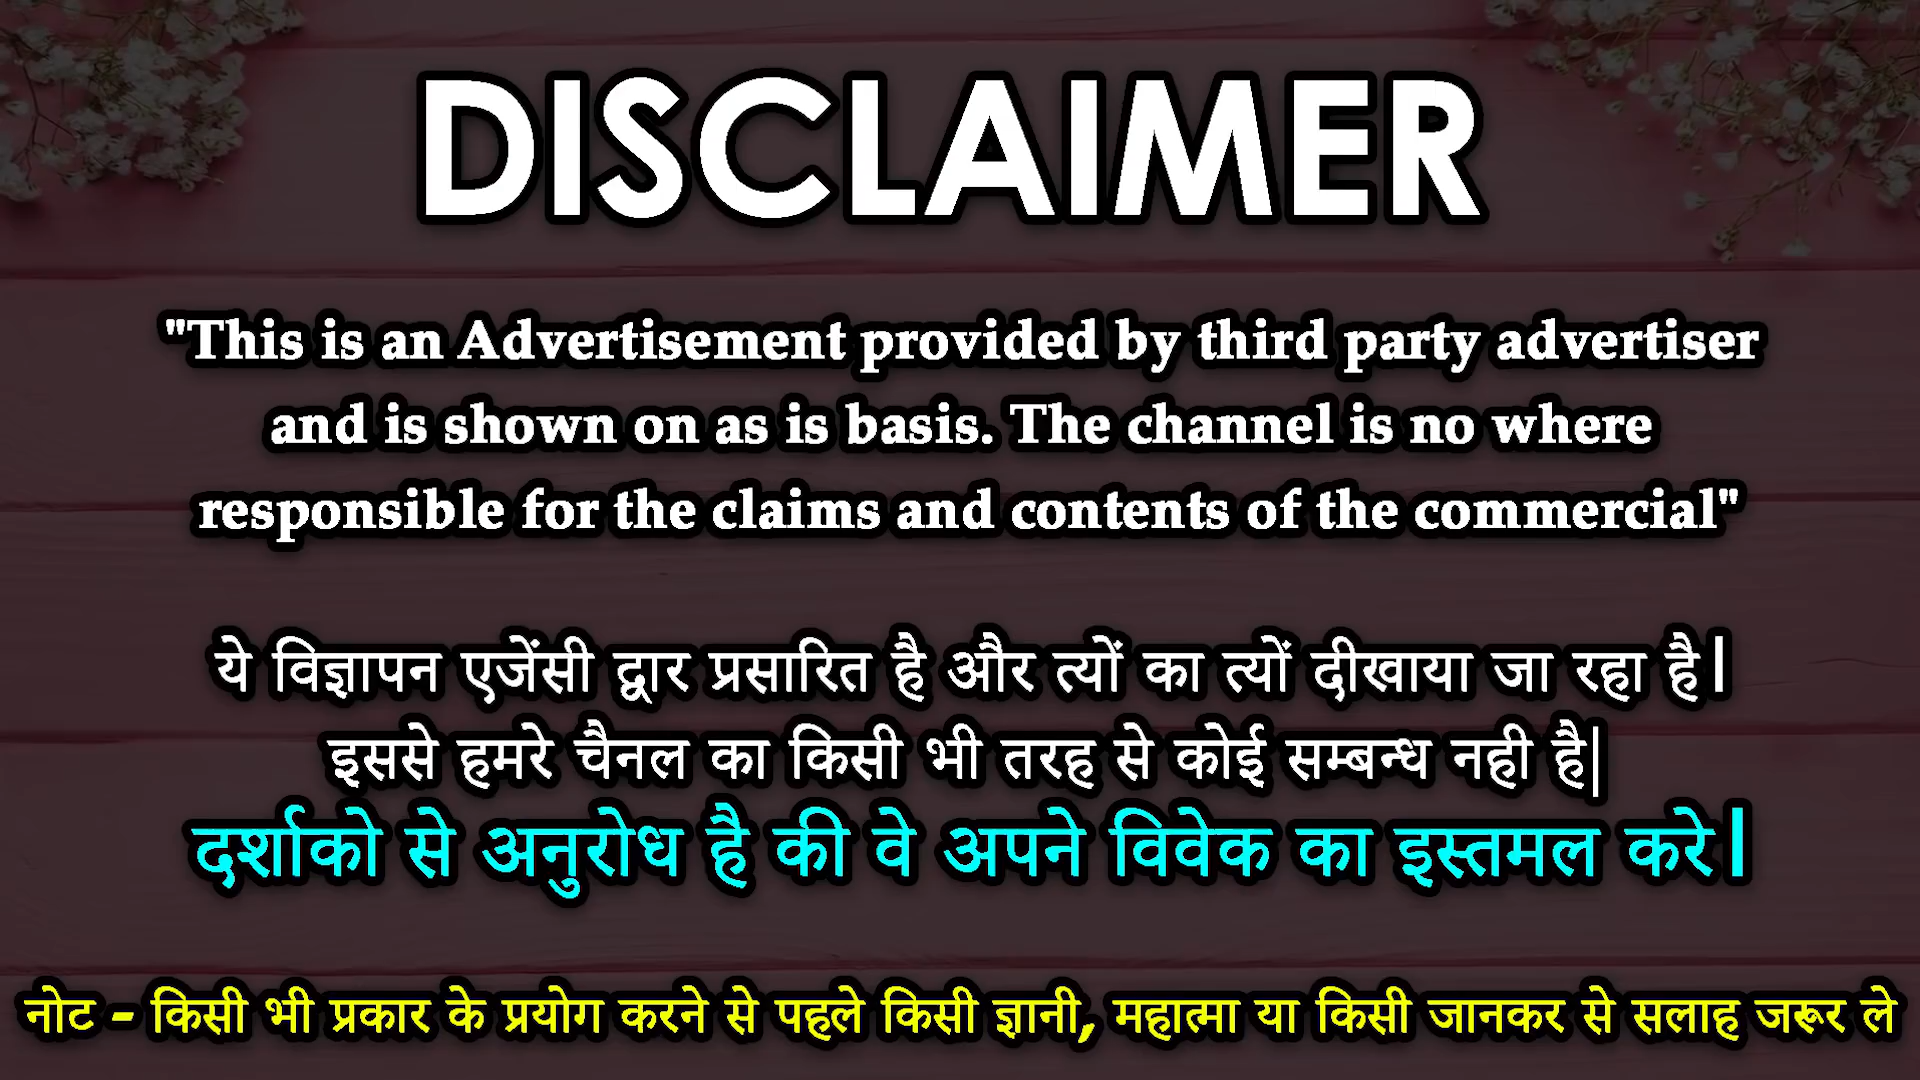 DISCLAIMER
"This is an Advertisement provided by third party advertiser
and is shown on as is basis. The channel is no where
responsible for the claims and contents of the commercial"
ये विज्ञापन एजेंसी द्वार प्रसारित है और त्यों का त्यों दीखाया जा रहा है।
इससे हमरे चैनल का किसी भी तरह से कोई सम्बन्ध नही है|
दर्शाको से अनुरोध है की वे अपने विवेक का इस्तमल करे।
नोट - किसी भी प्रकार के प्रयोग करने से पहले किसी ज्ञानी, महात्मा या किसी जानकर से सलाह जरूर ले